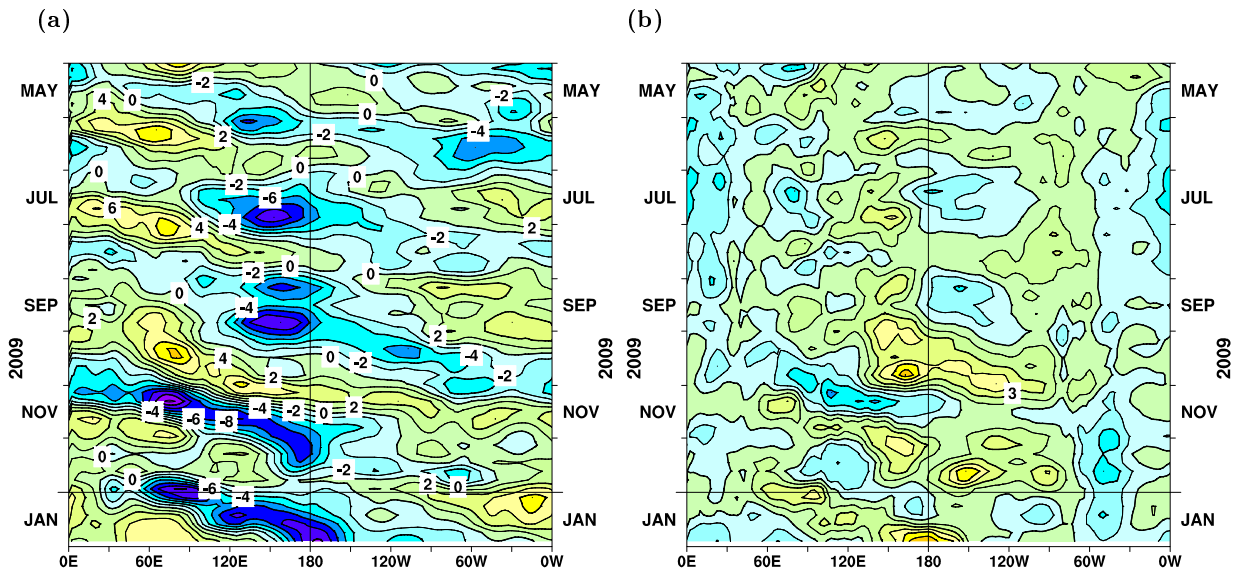 (a) (b)
MAY MAY MAY MAY
JUL JUL JUL JUL
SEP SEP SEP SEP
2009 2009 2009 2009
NOV NOV NOV NOV
JAN JAN JAN JAN
0E 60E 120E 180 120W 60W 0W 0E 60E 120E 180 120W 60W 0W
-2 0
4 0 0 -2
2 -2 -4
0 0 0
-2 -6
6 4 -4 -2 2
-2 0 0
0 -4
2 2
4 0 -2 -4
2 -2
-4 -6 -8 -4 -2 0 2
3
0 -2
0 -6 2 0
-4